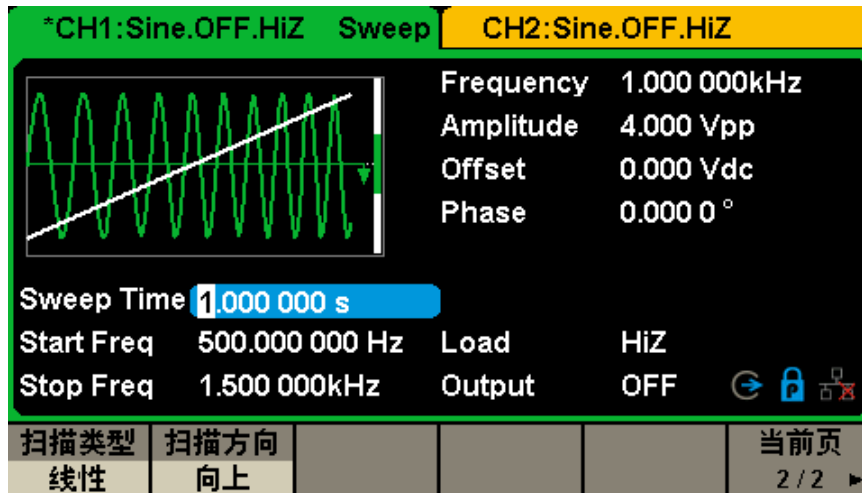 *CH1:Sine.OFF.HiZ Sweep CH2:Sine.OFF.HiZ
Frequency 1.000 000kHz
Amplitude 4.000 Vpp
Offset 0.000 Vdc
Phase 0.000 0 °
Sweep Time 1.000 000 s
Start Freq 500.000 000 Hz Load HiZ
Stop Freq 1.500 000kHz Output OFF
扫描类型 扫描方向 当前页
线性 向上 2/2